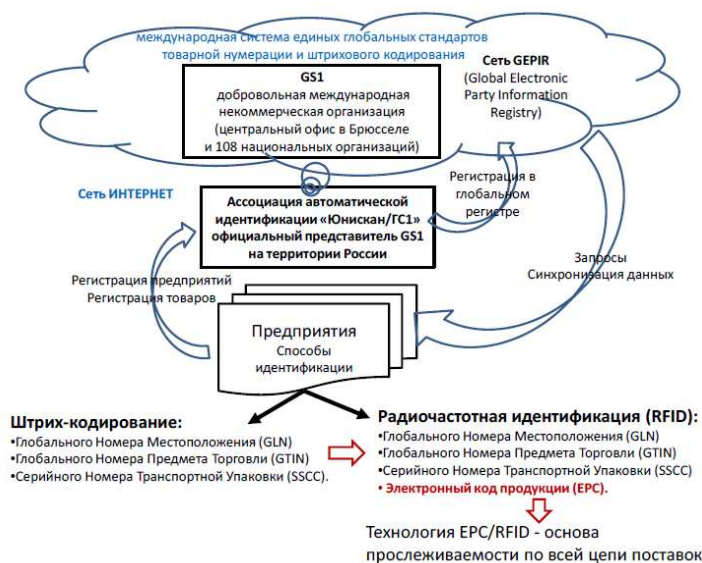 международная система единых глобальных стандартов
товарной нумерации и штрихового кодирования
GS1
добровольная международная
некоммерческая организация
(центральный офис в Брюсселе
и 108 национальных организаций)
Сеть GEPIR
(Global Electronic
Party Information
Registry)
Сеть ИНТЕРНЕТ
Ассоциация автоматической
идентификации «Юнискан/ГС1»
официальный представитель GS1
на территории России
Регистрация в
глобальном
регистре
Запросы
Синхронизация данных
Регистрация предприятий
Регистрация товаров
Предприятия
Способы
идентификации
Штрих-кодирование:
•Глобального Номера Местоположения (GLN)
•Глобального Номера Предмета Торговли (GTIN)
•Серийного Номера Транспортной Упаковки (SSCC).
Радиочастотная идентификация (RFID):
•Глобального Номера Местоположения (GLN)
•Глобального Номера Предмета Торговли (GTIN)
•Серийного Номера Транспортной Упаковки (SSCC)
• Электронный код продукции (EPC).
Технология EPC/RFID - основа
прослеживаемости по всей цепи поставок